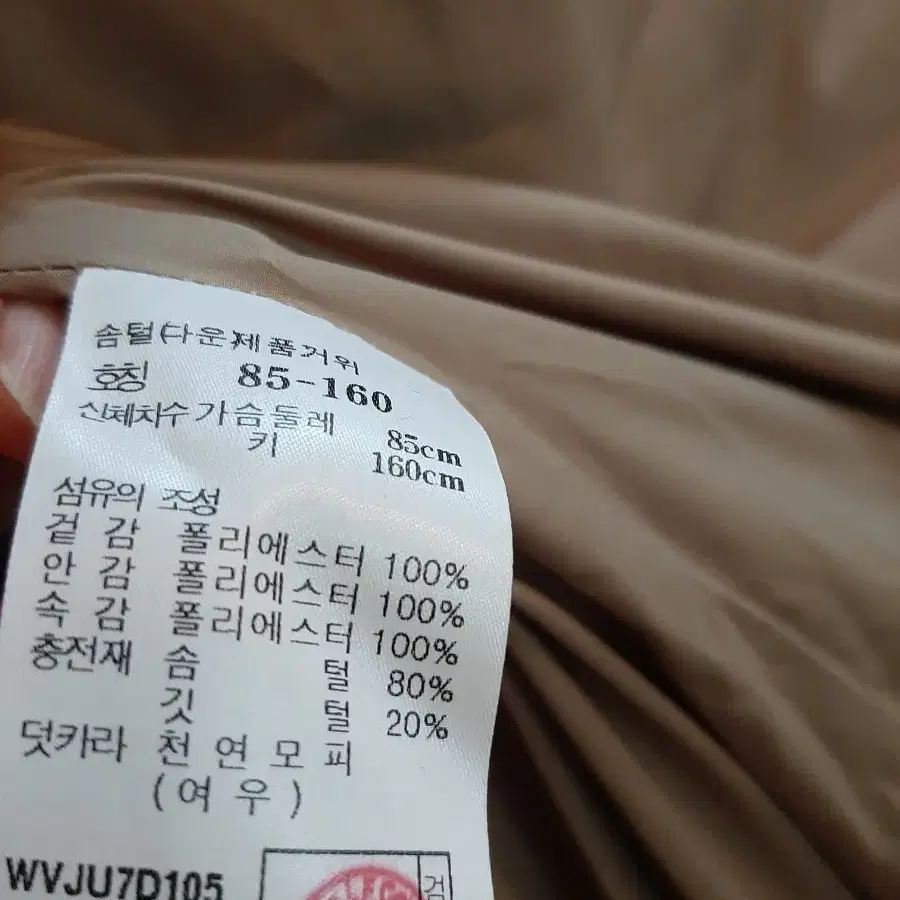 솜털(다운)제품거위
호칭 85-160
신체치수 가슴둘레 85cm
키 160cm
섬유의 조성
겉 감 폴리에스터 100%
안 감 폴리에스터 100%
속 감 폴리에스터 100%
충전재 솜 털 80%
깃 털 20%
덧카라 천 연 모 피
(여 우)
WVJU7D105
검